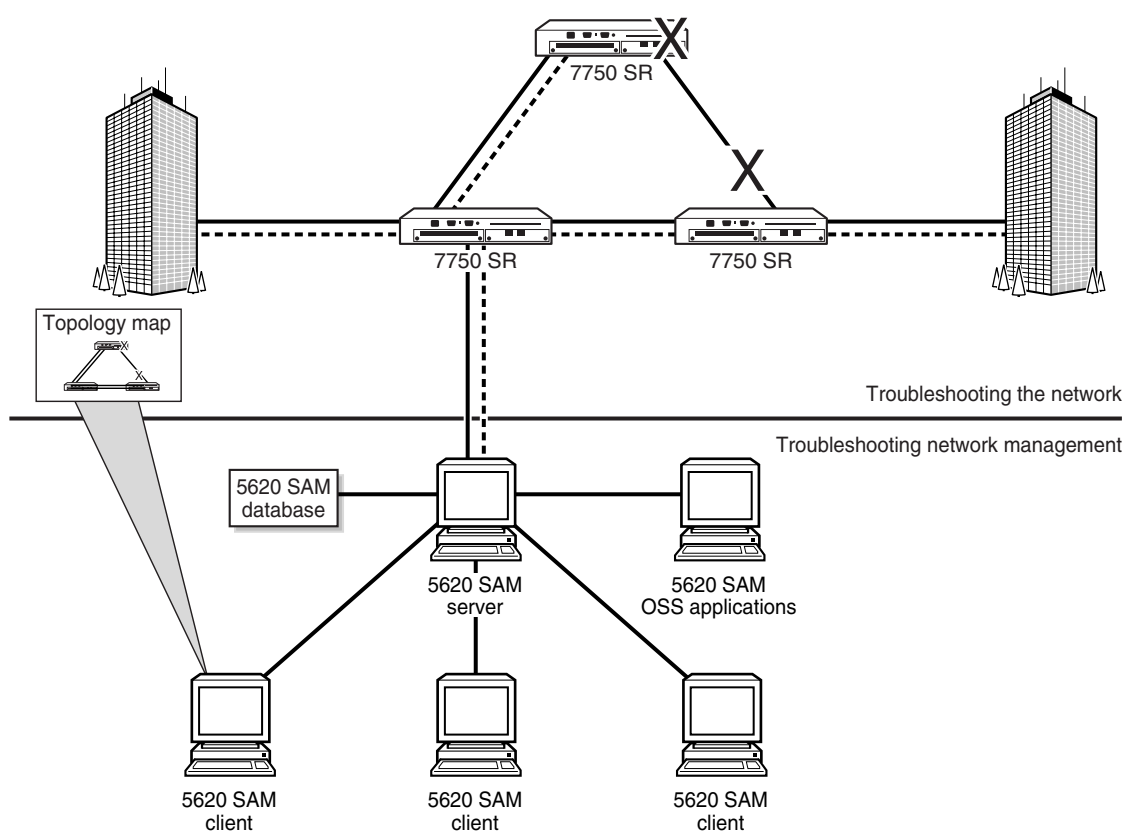 7750 SR
7750 SR
7750 SR
Topology map
Troubleshooting the network
Troubleshooting network management
5620 SAM
database
5620 SAM
server
5620 SAM
OSS applications
5620 SAM
client
5620 SAM
client
5620 SAM
client